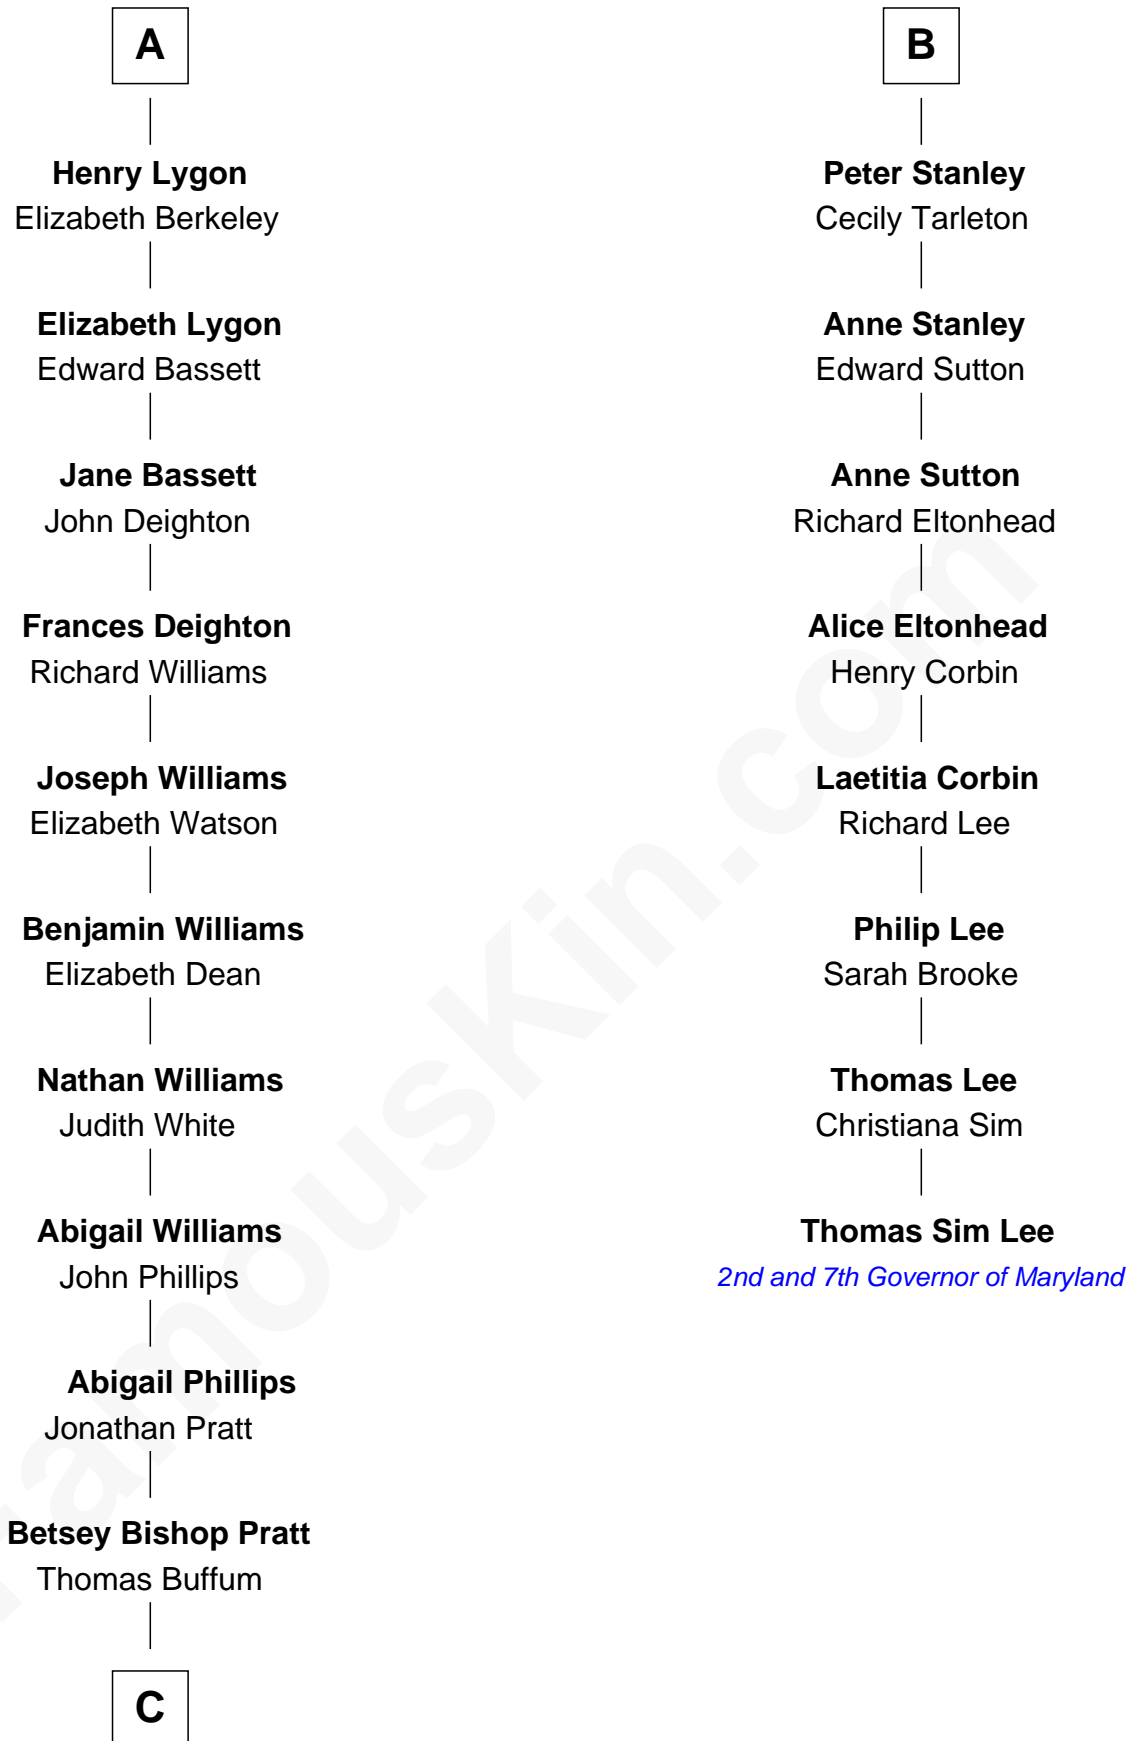 A
Henry Lygon
Elizabeth Berkeley
Elizabeth Lygon
Edward Bassett
Jane Bassett
John Deighton
Frances Deighton
Richard Williams
Joseph Williams
Elizabeth Watson
Benjamin Williams
Elizabeth Dean
Nathan Williams
Judith White
Abigail Williams
John Phillips
Abigail Phillips
Jonathan Pratt
Betsey Bishop Pratt
Thomas Buffum
C
B
Peter Stanley
Cecily Tarleton
Anne Stanley
Edward Sutton
Anne Sutton
Richard Eltonhead
Alice Eltonhead
Henry Corbin
Laetitia Corbin
Richard Lee
Philip Lee
Sarah Brooke
Thomas Lee
Christiana Sim
Thomas Sim Lee
2nd and 7th Governor of Maryland
FamousKin.com